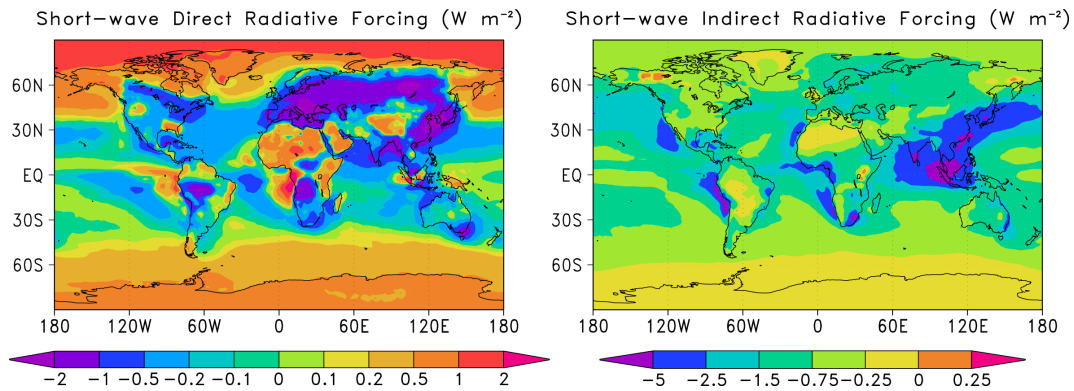 Short-wave Direct Radiative Forcing (W m⁻²)
Short-wave Indirect Radiative Forcing (W m⁻²)
60N
30N
EQ
30S
60S
180 120W 60W 0 60E 120E 180
-2 -1 -0.5 -0.2 -0.1 0 0.1 0.2 0.5 1 2
60N
30N
EQ
30S
60S
180 120W 60W 0 60E 120E 180
-5 -2.5 -1.5 -0.75 -0.25 0 0.25